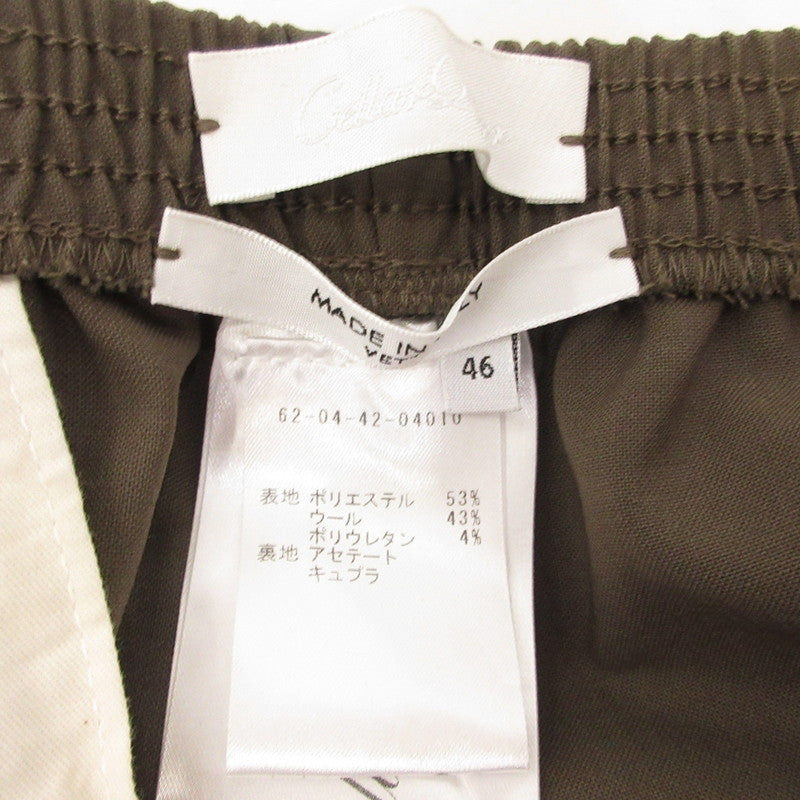 MADE IN
46
62-04-42-04010
表地 ポリエステル 53%
ウール 43%
ポリウレタン 4%
裏地 アセテート
キュプラ